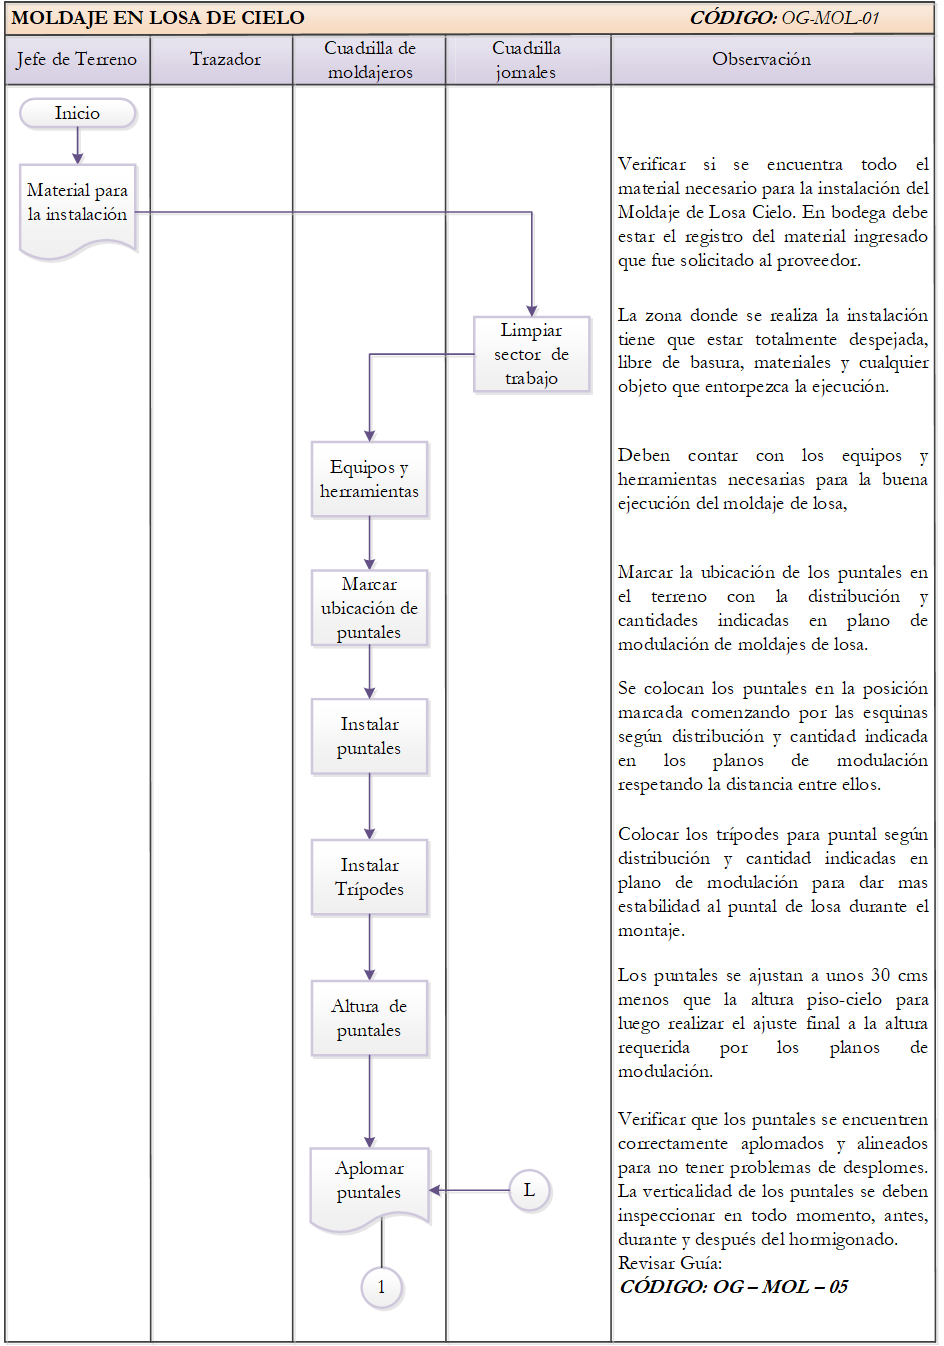 MOLDAJE EN LOSA DE CIELO
CÓDIGO: OG-MOL-01
Jefe de Terreno
Trazador
Cuadrilla de
moldajeros
Cuadrilla
jornales
Observación
Inicio
Material para
la instalación
Verificar si se encuentra todo el
material necesario para la instalación del
Moldaje de Losa Cielo. En bodega debe
estar el registro del material ingresado
que fue solicitado al proveedor.
Limpiar
sector de
trabajo
La zona donde se realiza la instalación
tiene que estar totalmente despejada,
libre de basura, materiales y cualquier
objeto que entorpezca la ejecución.
Equipos y
herramientas
Deben contar con los equipos y
herramientas necesarias para la buena
ejecución del moldaje de losa,
Marcar
ubicación de
puntales
Marcar la ubicación de los puntales en
el terreno con la distribución y
cantidades indicadas en plano de
modulación de moldajes de losa.
Instalar
puntales
Se colocan los puntales en la posición
marcada comenzando por las esquinas
según distribución y cantidad indicada
en los planos de modulación
respetando la distancia entre ellos.
Instalar
Trípodes
Colocar los trípodes para puntal según
distribución y cantidad indicadas en
plano de modulación para dar mas
estabilidad al puntal de losa durante el
montaje.
Altura de
puntales
Los puntales se ajustan a unos 30 cms
menos que la altura piso-cielo para
luego realizar el ajuste final a la altura
requerida por los planos de
modulación.
Aplomar
puntales
L
1
Verificar que los puntales se encuentren
correctamente aplomados y alineados
para no tener problemas de desplomes.
La verticalidad de los puntales se deben
inspeccionar en todo momento, antes,
durante y después del hormigonado.
Revisar Guía:
CÓDIGO: OG – MOL – 05